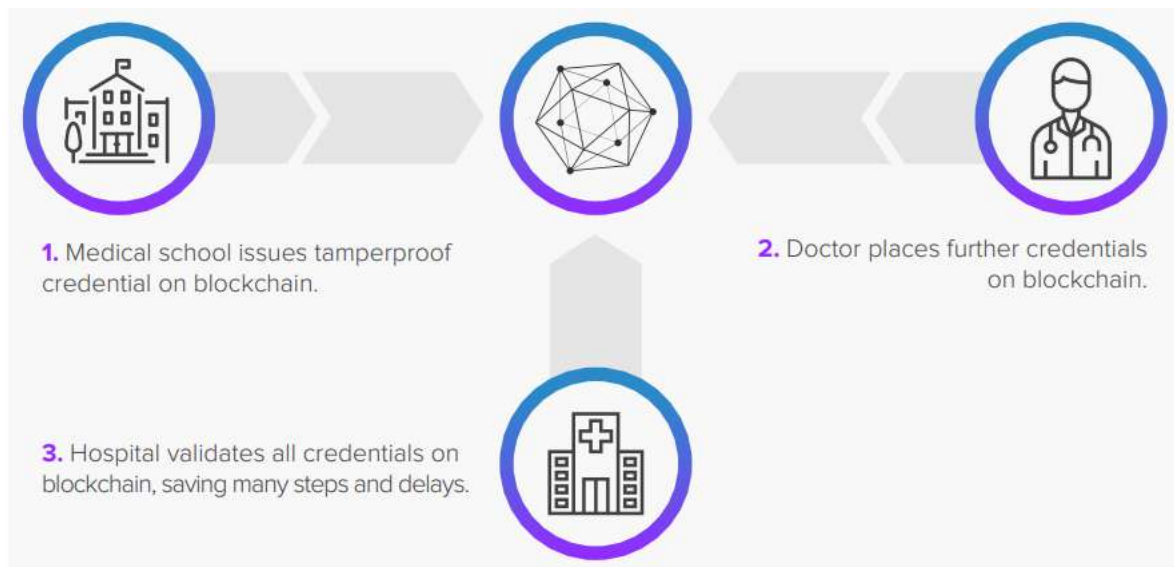 1. Medical school issues tamperproof
credential on blockchain.
2. Doctor places further credentials
on blockchain.
3. Hospital validates all credentials on
blockchain, saving many steps and delays.